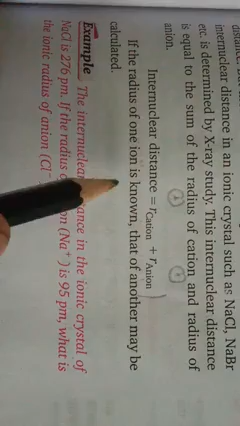 internuclear distance in an ionic crystal such as NaCl, NaBr
etc. is determined by X-ray study. This internuclear distance
is equal to the sum of the radius of cation and radius of
anion.
Internuclear distance = rCation + rAnion
If the radius of one ion is known, that of another may be
calculated.
Example The internuclear distance in the ionic crystal of
NaCl is 276 pm. If the radius on (Na+) is 95 pm, what is
the ionic radius of anion (Cl-